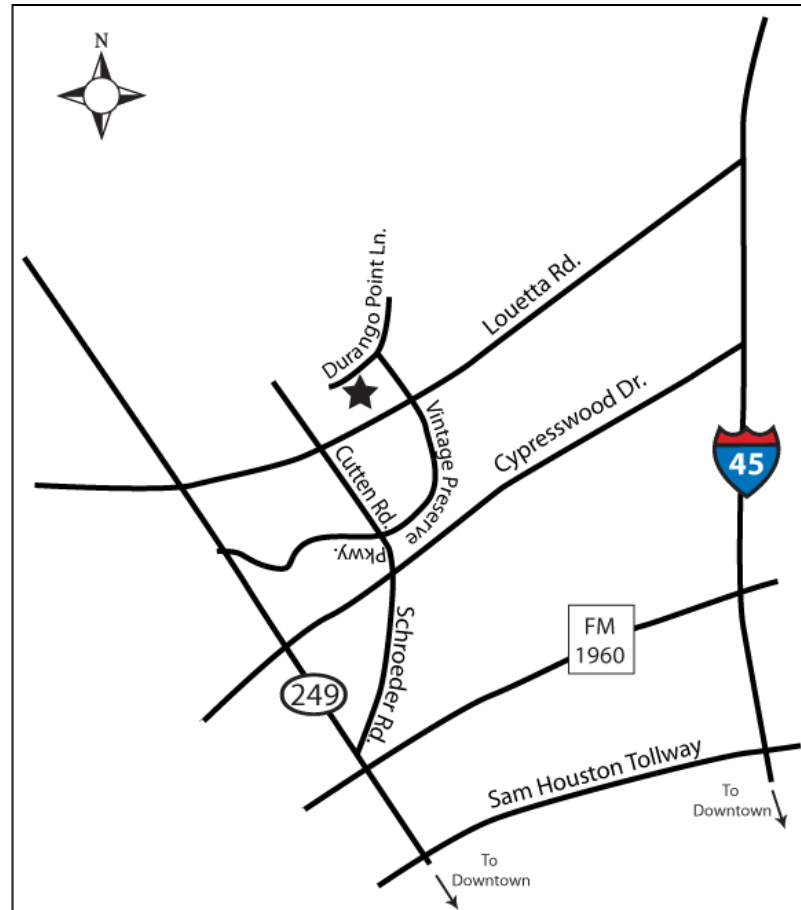 N
Durango Point Ln.
Louetta Rd.
Vintage Preserve
Pkwy.
Cypresswood Dr.
Cutten Rd.
45
Schroeder Rd.
FM
1960
249
Sam Houston Tollway
To
Downtown
To
Downtown